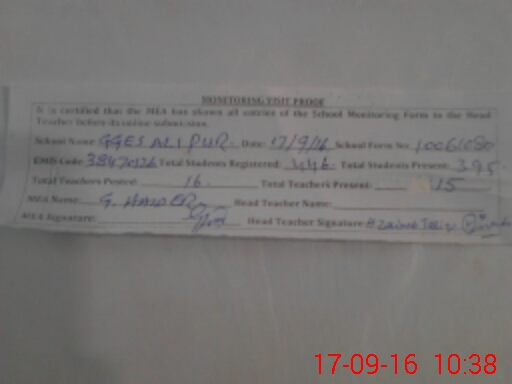 MONITORING VISIT PROOF
It is certified that the MEA has shown all entries of the School Monitoring Form to the Head
Teacher before its online submission.
School Name: GGES ALIPUR. Date: 17/9/16 School Form No: 10061080
EMIS Code: 38470126 Total Students Registered: 446. Total Students Present: 395
Total Teachers Posted: 16. Total Teachers Present: 15
MEA Name: G. HAIDER Head Teacher Name:
MEA Signature: Head Teacher Signature
17-09-16 10:38